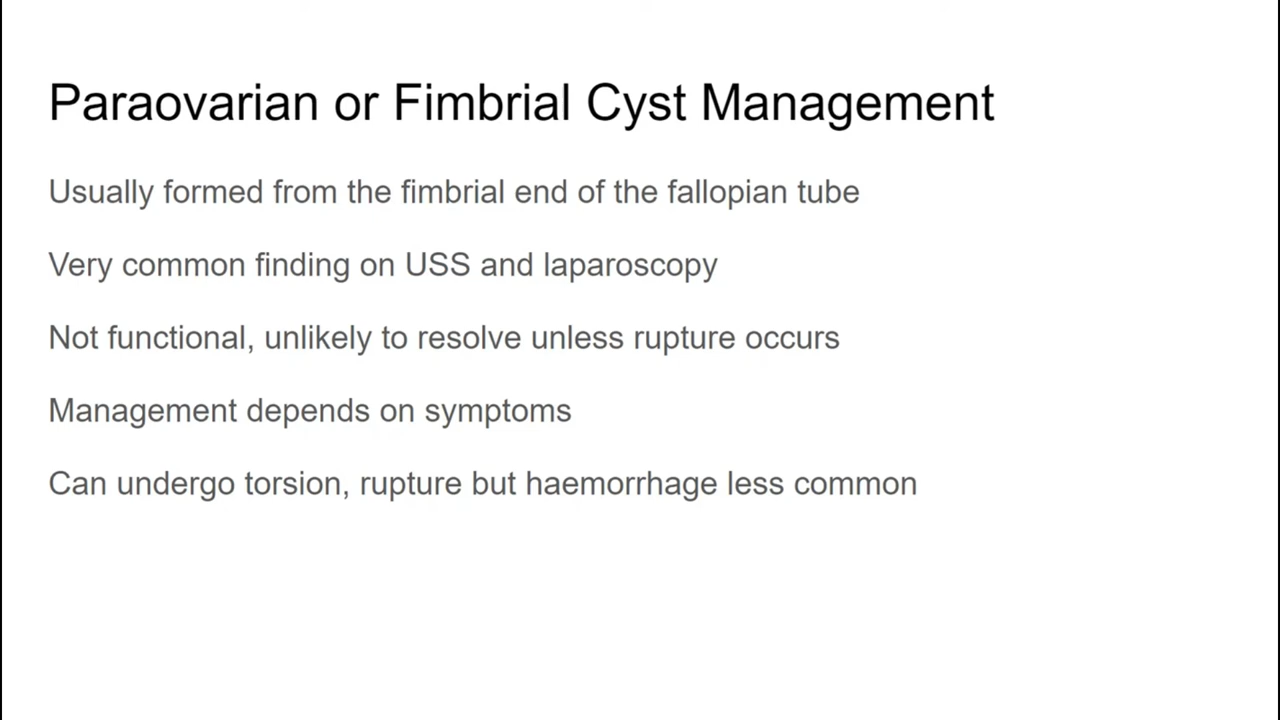 Paraovarian or Fimbrial Cyst Management
Usually formed from the fimbrial end of the fallopian tube
Very common finding on USS and laparoscopy
Not functional, unlikely to resolve unless rupture occurs
Management depends on symptoms
Can undergo torsion, rupture but haemorrhage less common